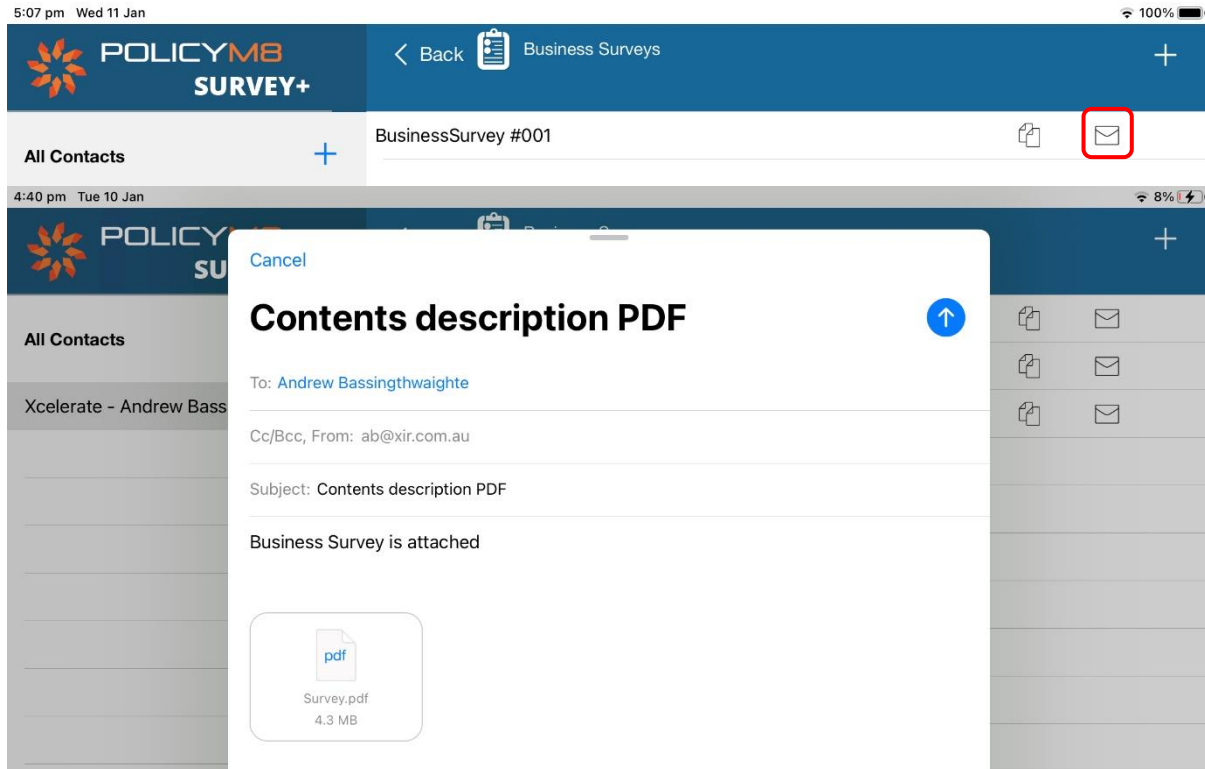 5:07 pm Wed 11 Jan 100%
POLICYM8
SURVEY+
Back Business Surveys
All Contacts
BusinessSurvey #001
4:40 pm Tue 10 Jan 8%
POLICY
SU
Cancel
Contents description PDF
All Contacts
To: Andrew Bassingthwaighte
Xcelerate - Andrew Bass
Cc/Bcc, From: ab@xir.com.au
Subject: Contents description PDF
Business Survey is attached
pdf
Survey.pdf
4.3 MB